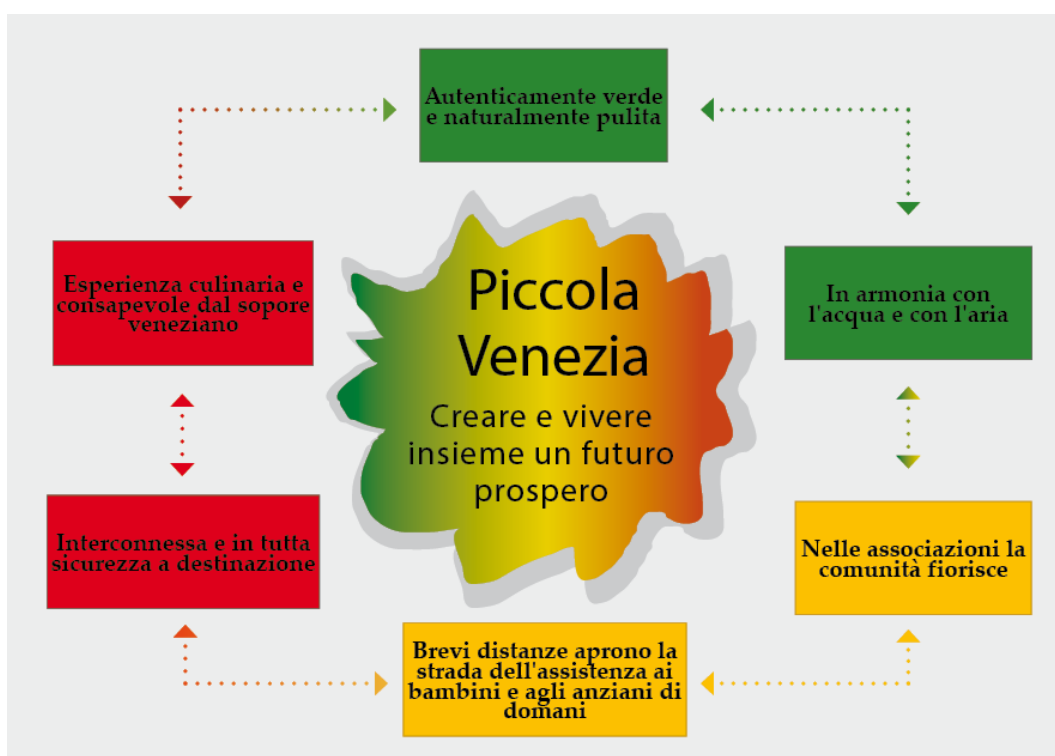 Autenticamente verde
e naturalmente pulita
Esperienza culinaria e
consapevole dal sopore
veneziano
In armonia con
l'acqua e con l'aria
Piccola
Venezia
Creare e vivere
insieme un futuro
prospero
Interconnessa e in tutta
sicurezza a destinazione
Nelle associazioni la
comunità fiorisce
Brevi distanze aprono la
strada dell'assistenza ai
bambini e agli anziani di
domani